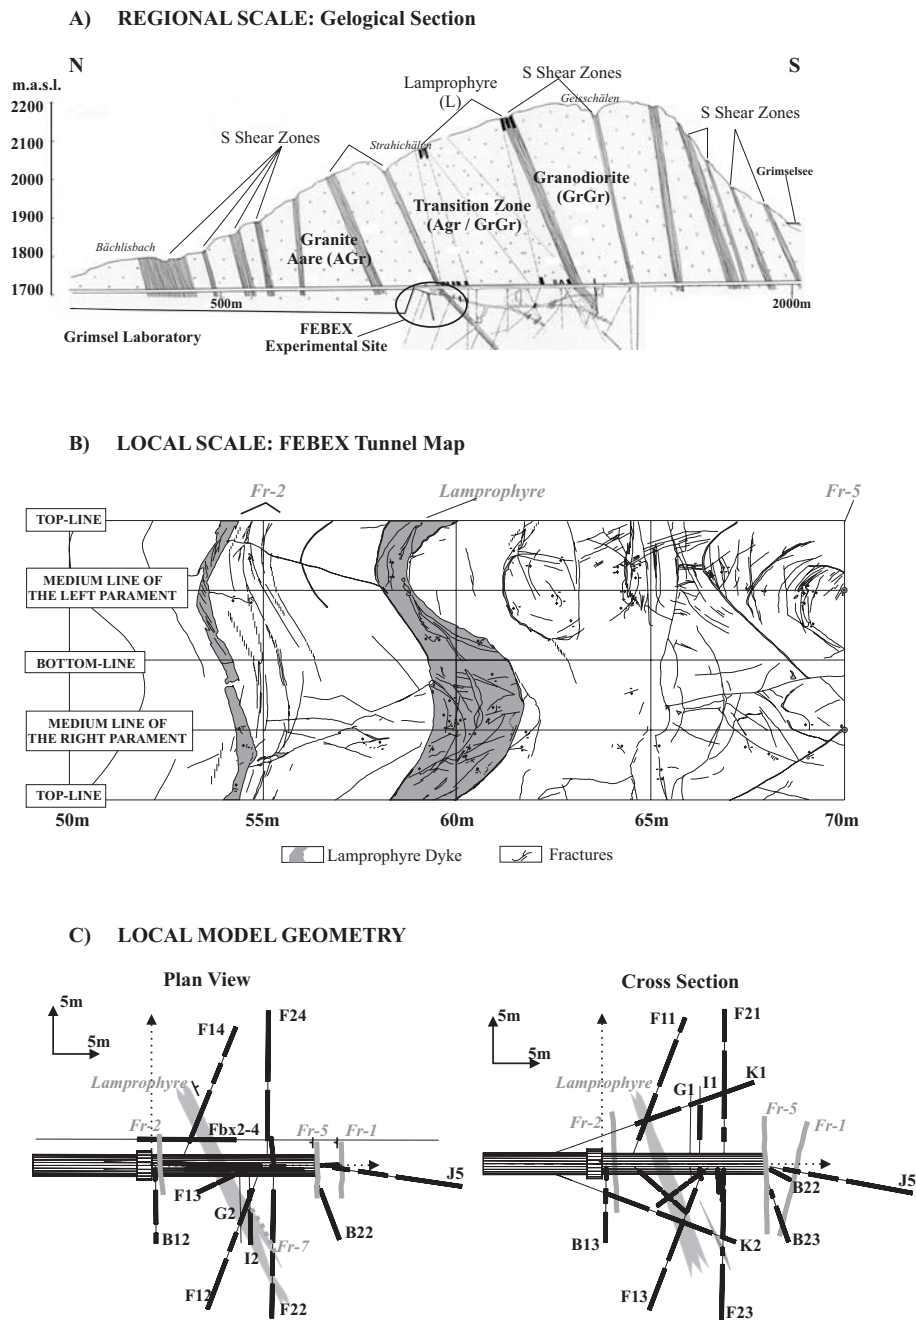 A) REGIONAL SCALE: Gelogical Section
N
S
m.a.s.l.
2200
2100
2000
1900
1800
1700
S Shear Zones
Lamprophyre
(L)
S Shear Zones
Geisschälen
S Shear Zones
Strahichälen
Grimselsee
Granodiorite
(GrGr)
Transition Zone
(Agr / GrGr)
Granite
Aare (AGr)
Bächlisbach
500m
2000m
Grimsel Laboratory
FEBEX
Experimental Site
B) LOCAL SCALE: FEBEX Tunnel Map
Fr-2
Lamprophyre
Fr-5
TOP-LINE
MEDIUM LINE OF
THE LEFT PARAMENT
BOTTOM-LINE
MEDIUM LINE OF
THE RIGHT PARAMENT
TOP-LINE
50m 55m 60m 65m 70m
Lamprophyre Dyke
Fractures
C) LOCAL MODEL GEOMETRY
Plan View
5m
5m
F14
F24
Lamprophyre
Fr-2
Fbx2-4
Fr-5
Fr-1
F13
J5
G2
B12
I2
Fr-7
B22
F12
F22
Cross Section
5m
5m
F11
F21
Lamprophyre
G1
I1
K1
Fr-2
Fr-5
Fr-1
J5
B22
B13
K2
B23
F13
F23